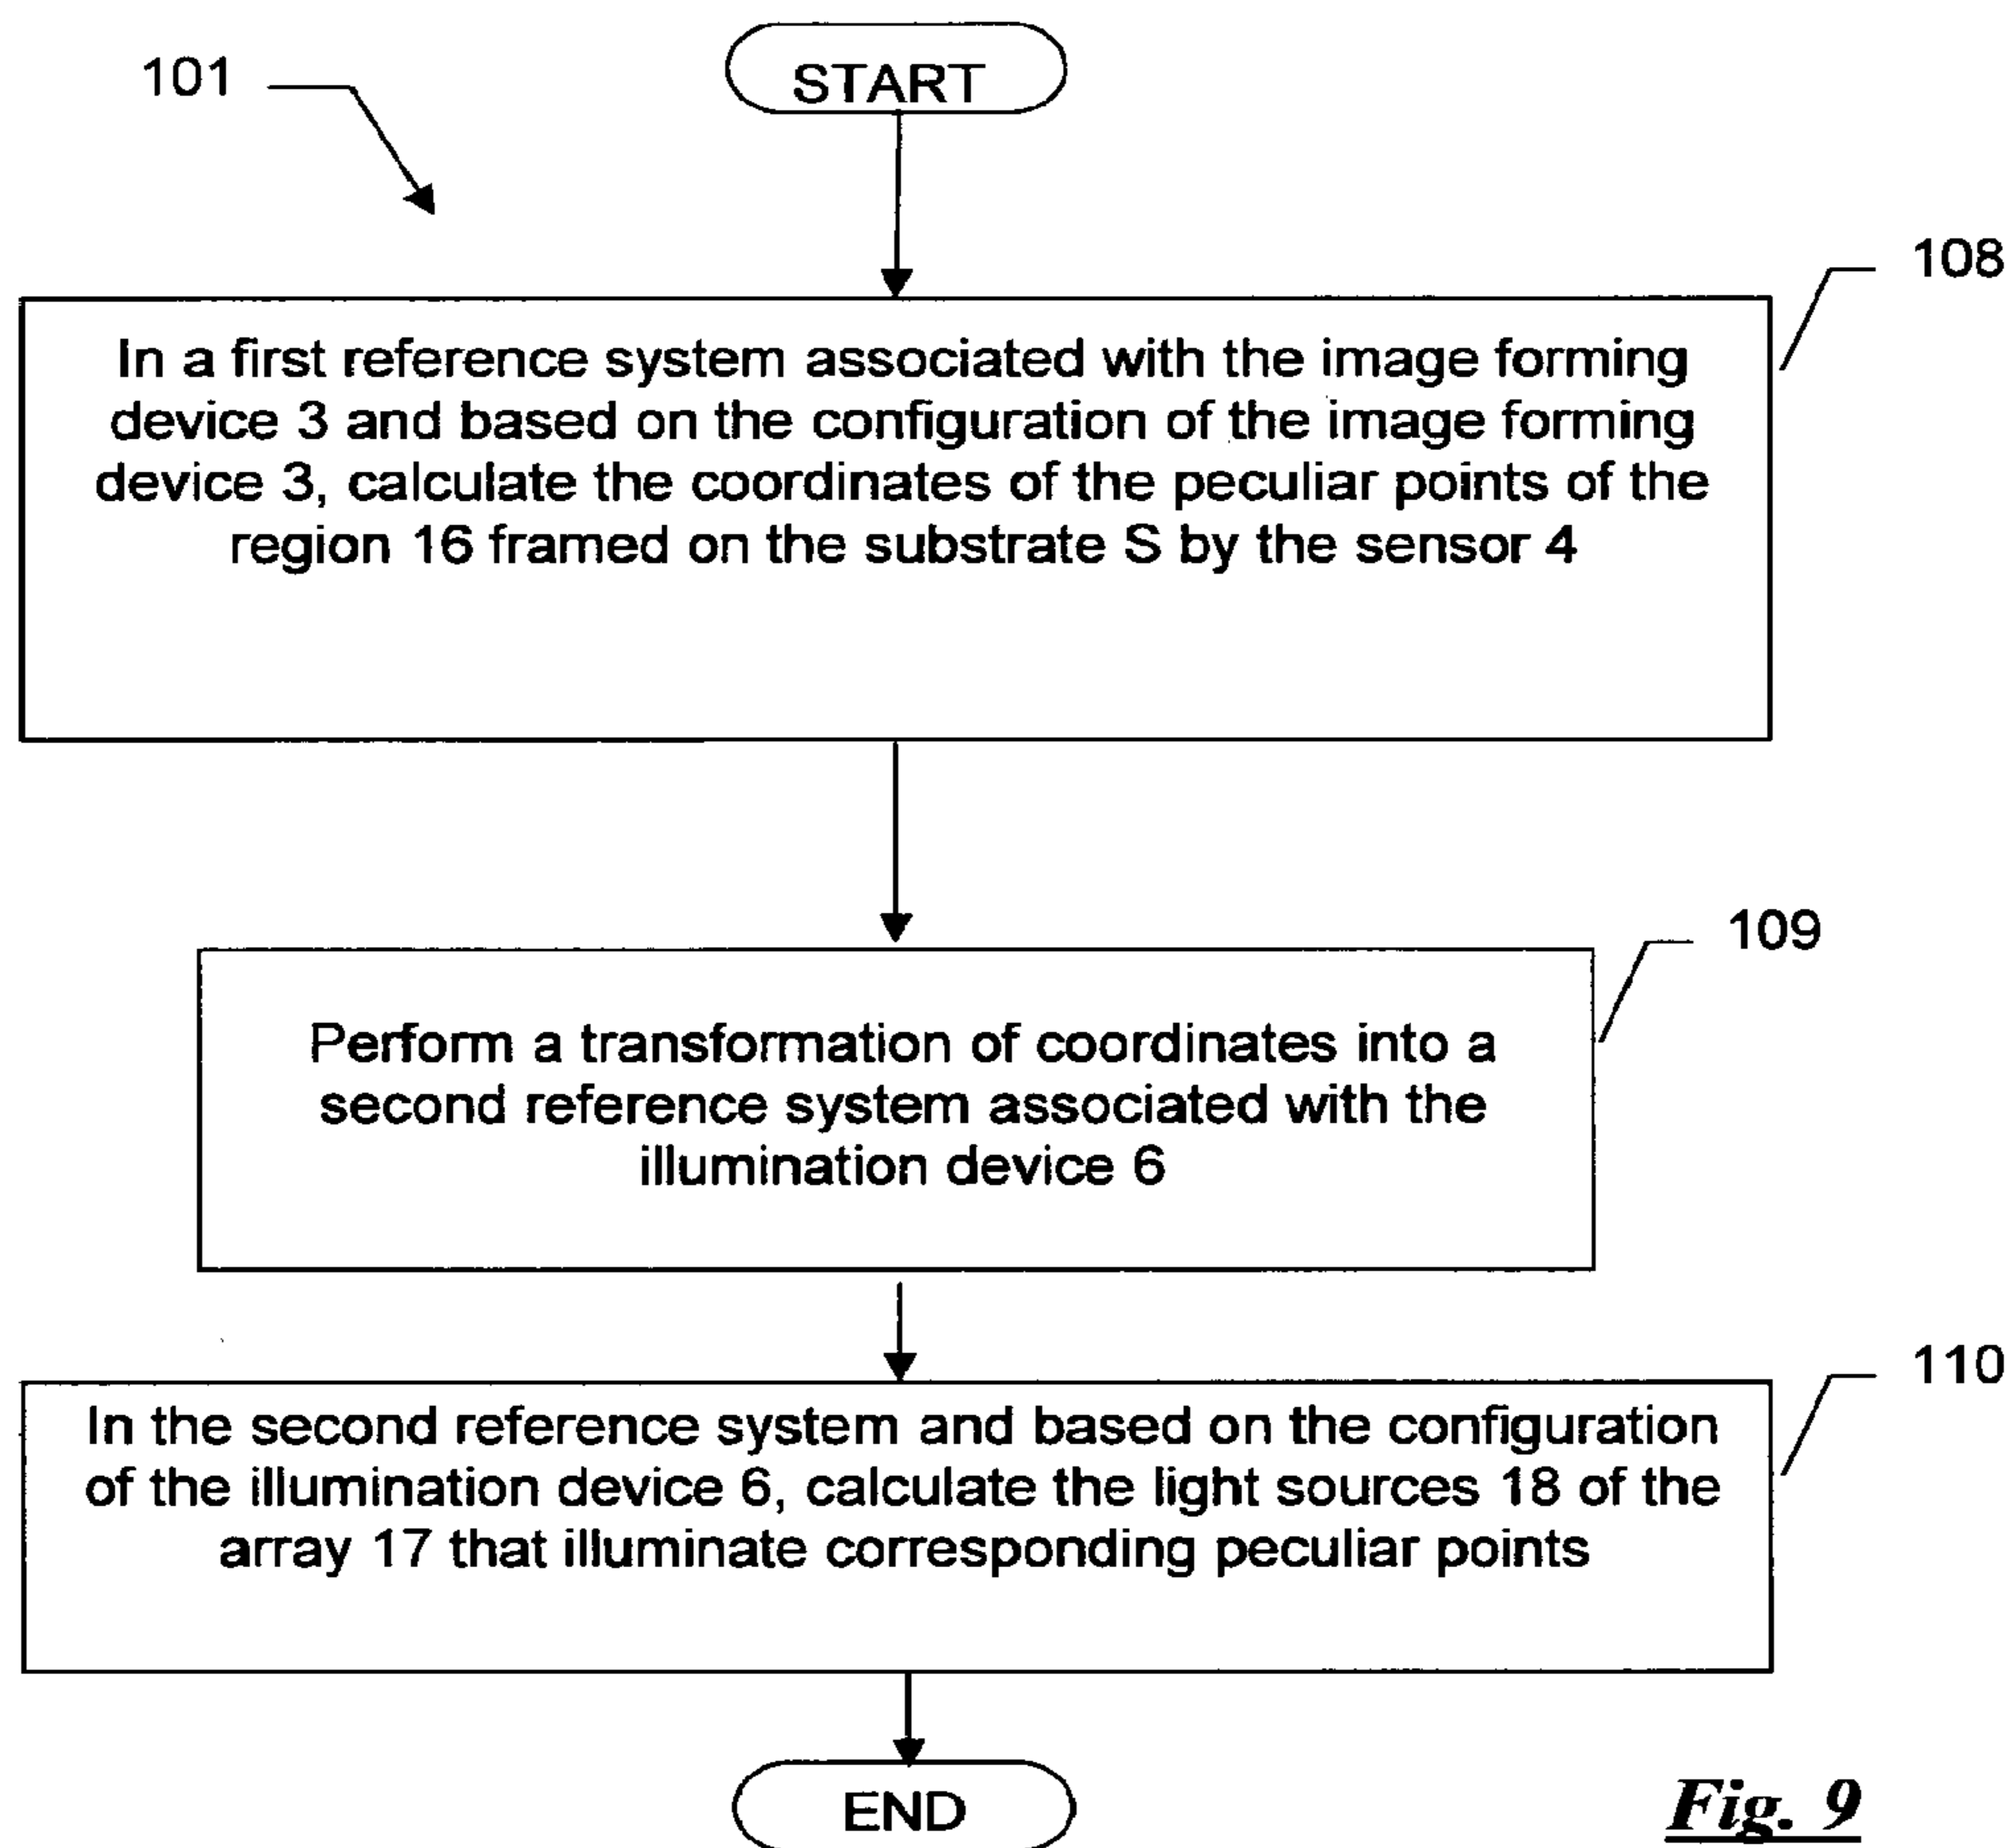 START
101
108
In a first reference system associated with the image forming
device 3 and based on the configuration of the image forming
device 3, calculate the coordinates of the peculiar points of the
region 16 framed on the substrate S by the sensor 4
109
Perform a transformation of coordinates into a
second reference system associated with the
illumination device 6
110
In the second reference system and based on the configuration
of the illumination device 6, calculate the light sources 18 of the
array 17 that illuminate corresponding peculiar points
END
Fig. 9